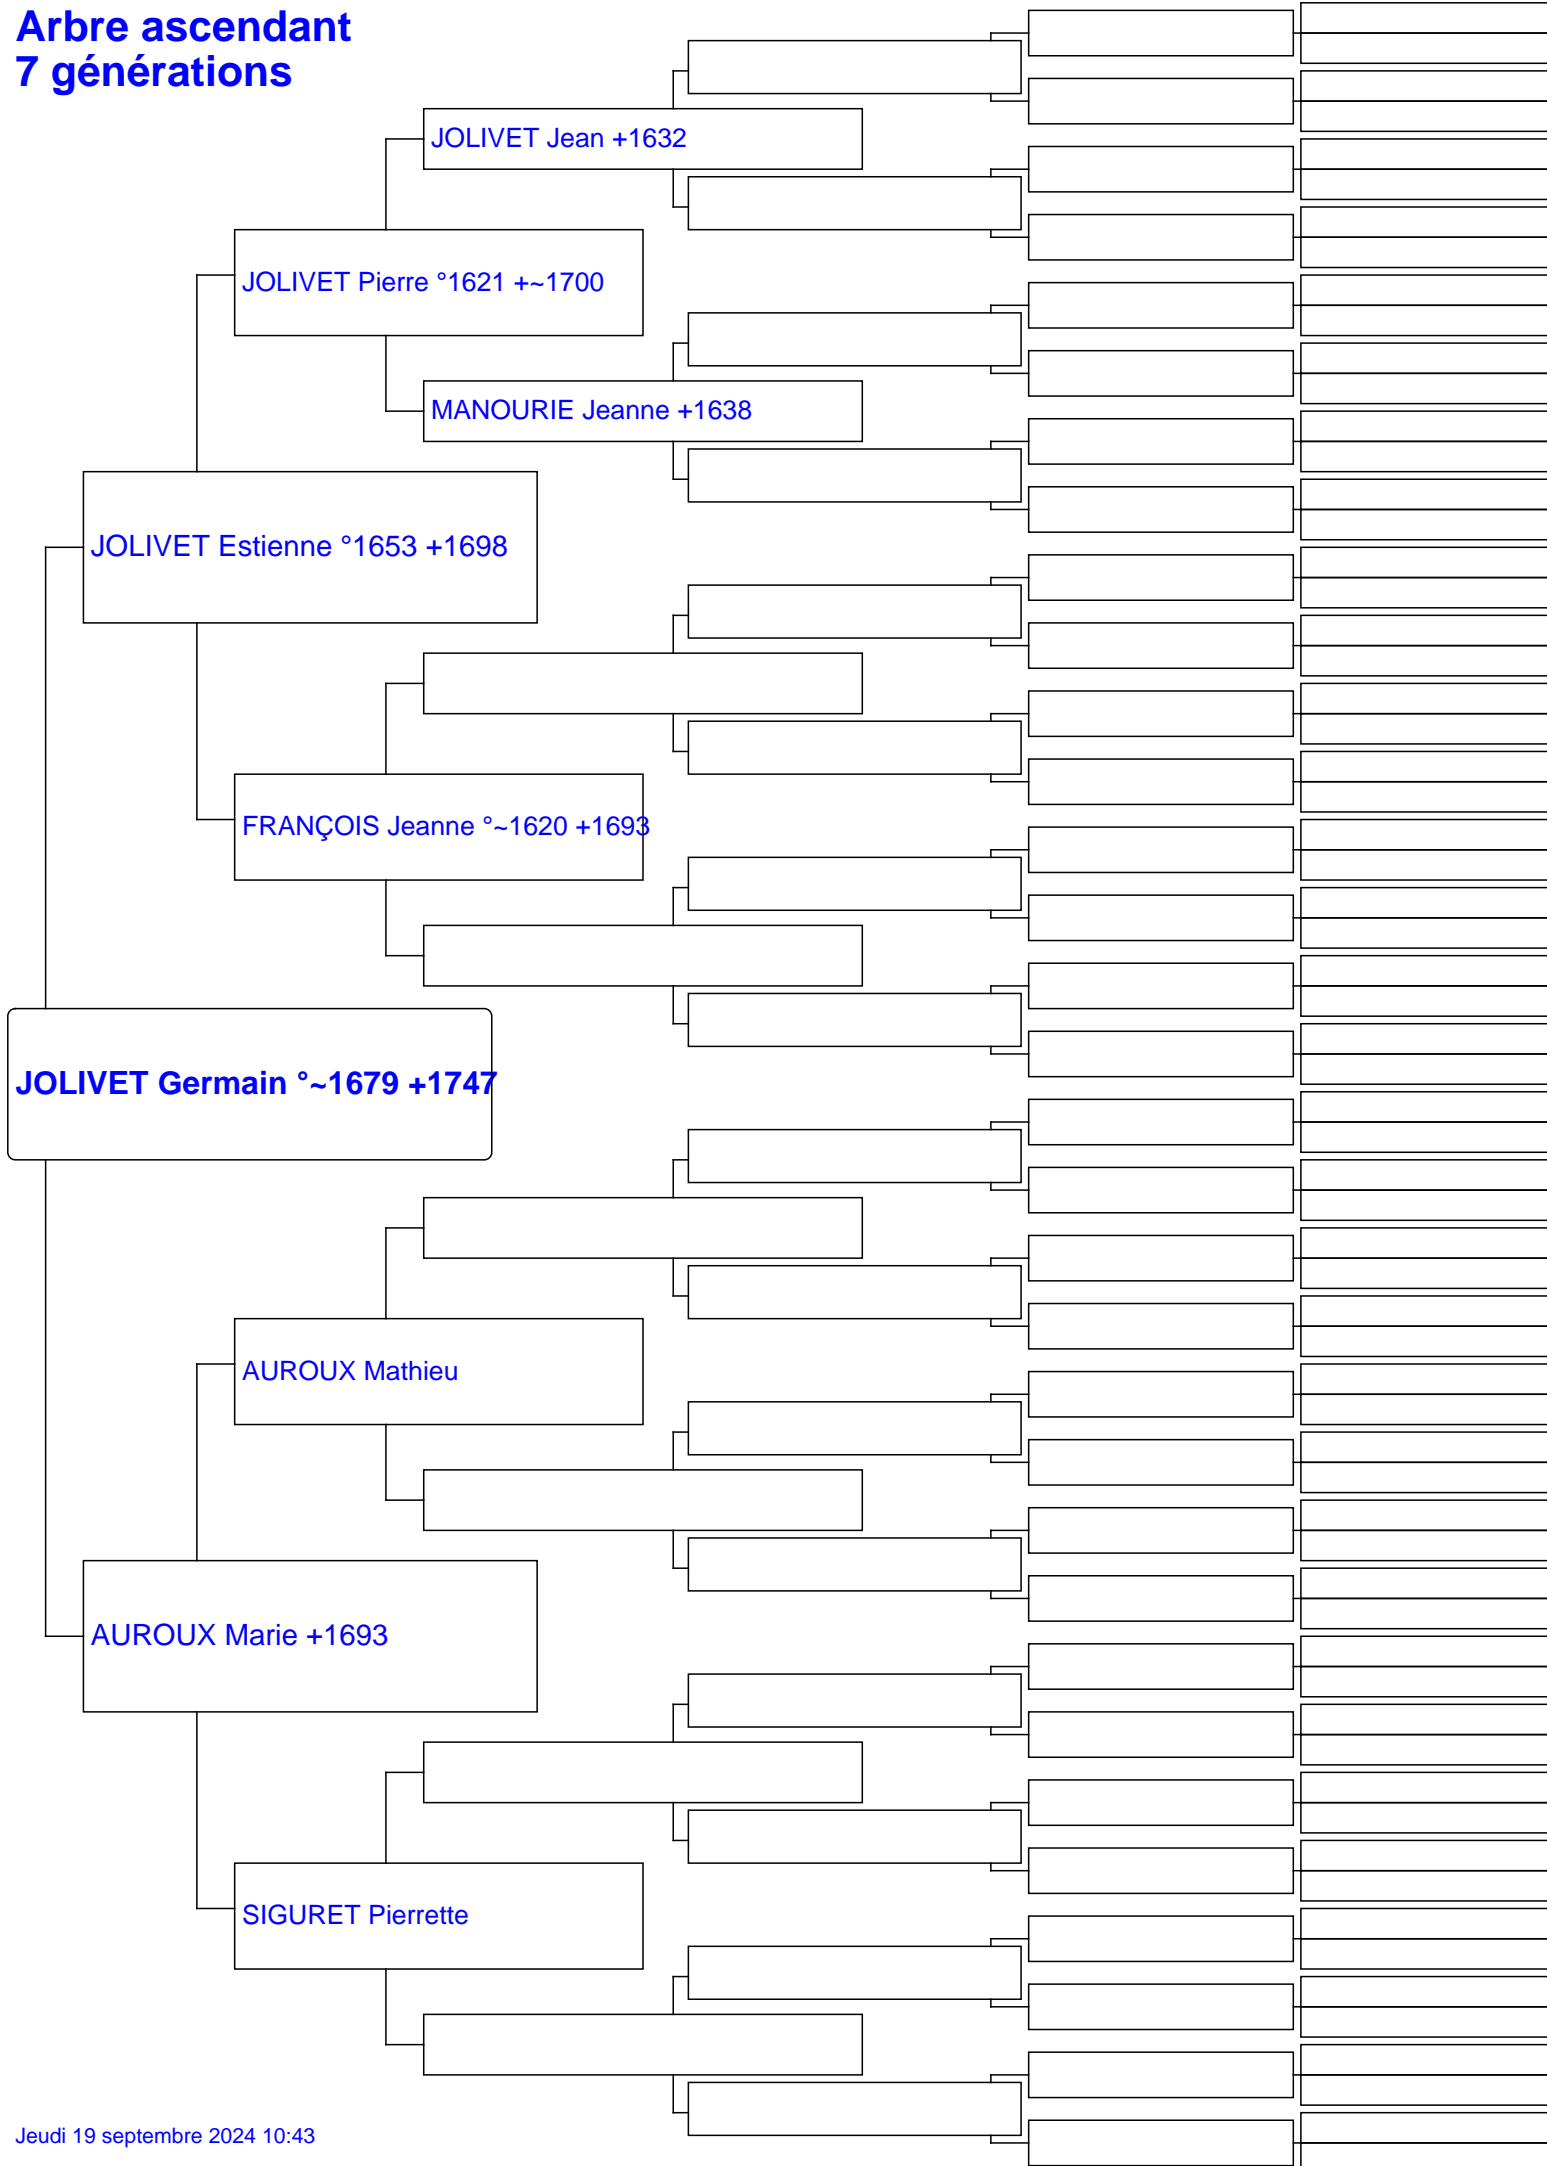 Arbre ascendant
7 générations
JOLIVET Jean +1632
JOLIVET Pierre °1621 +~1700
MANOURIE Jeanne +1638
JOLIVET Estienne °1653 +1698
FRANÇOIS Jeanne °~1620 +1693
JOLIVET Germain °~1679 +1747
AUROUX Mathieu
AUROUX Marie +1693
SIGURET Pierrette
Jeudi 19 septembre 2024 10:43